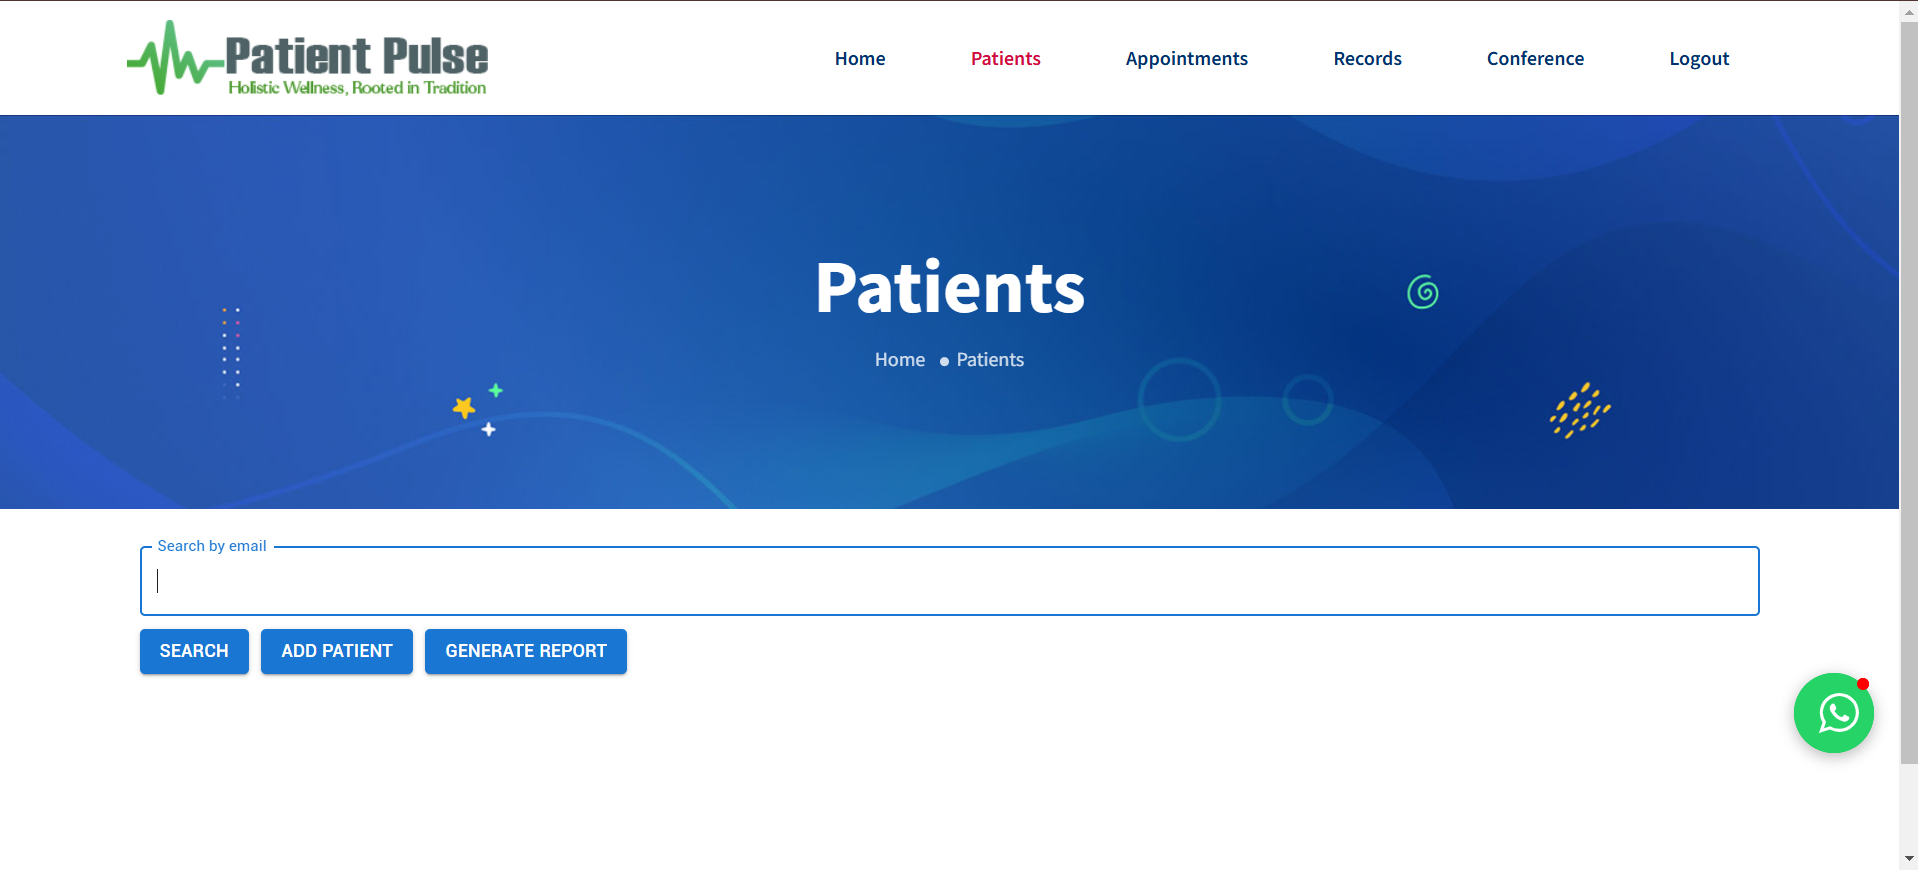 Patient Pulse
Holistic Wellness, Rooted in Tradition
Home Patients Appointments Records Conference Logout
Patients
Home Patients
Search by email
SEARCH ADD PATIENT GENERATE REPORT